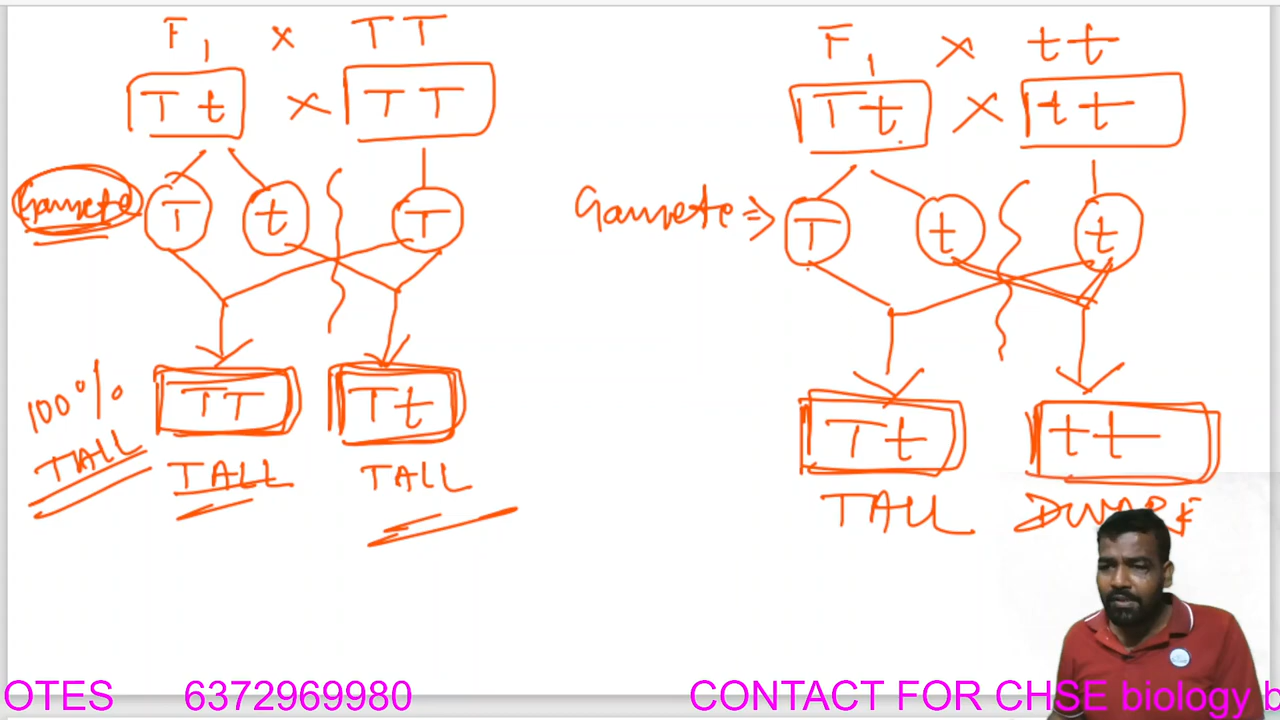 F1 × TT
Tt × TT
Gamete T t T
TT Tt
100% TALL
TALL TALL
F1 × tt
Tt × tt
Gamete ⇒ T t t
Tt tt
TALL DWARF
OTES 6372969980 CONTACT FOR CHSE biology b